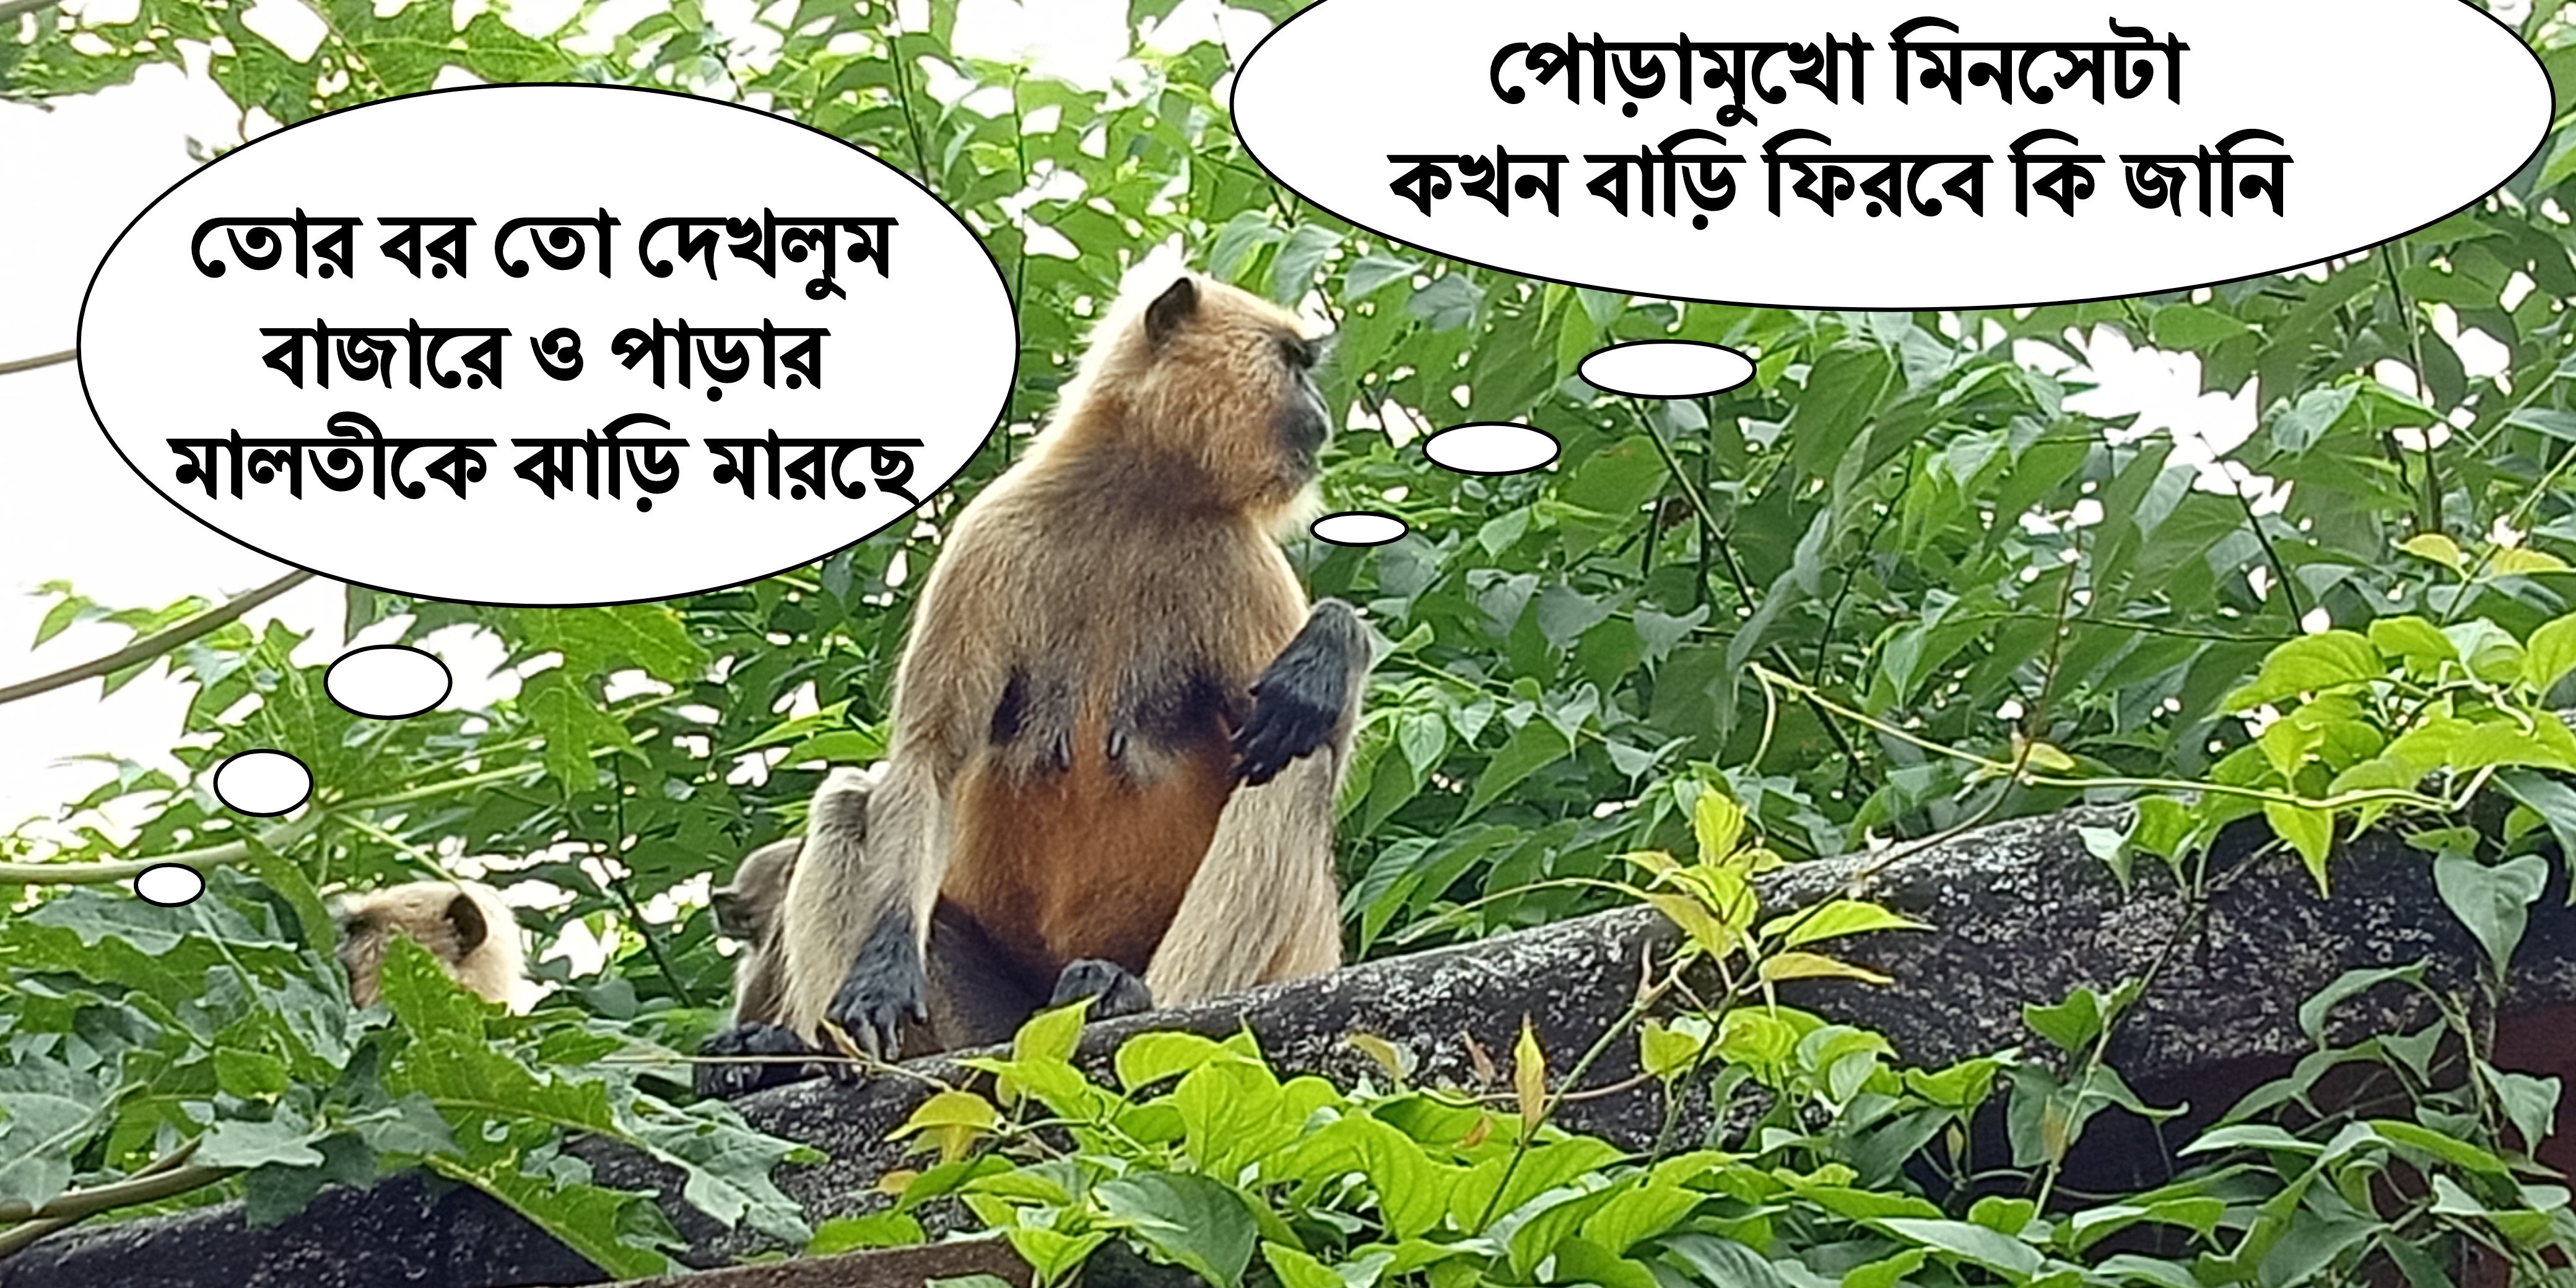 পোড়ামুখো মিনসেটা
কখন বাড়ি ফিরবে কি জানি
তোর বর তো দেখলুম
বাজারে ও পাড়ার
মালতীকে ঝাড়ি মারছে